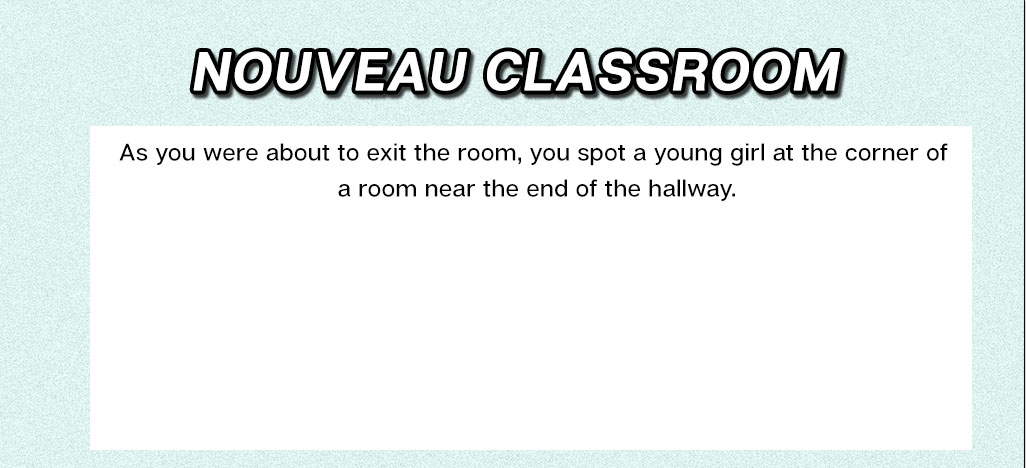 NOUVEAU CLASSROOM
As you were about to exit the room, you spot a young girl at the corner of
a room near the end of the hallway.